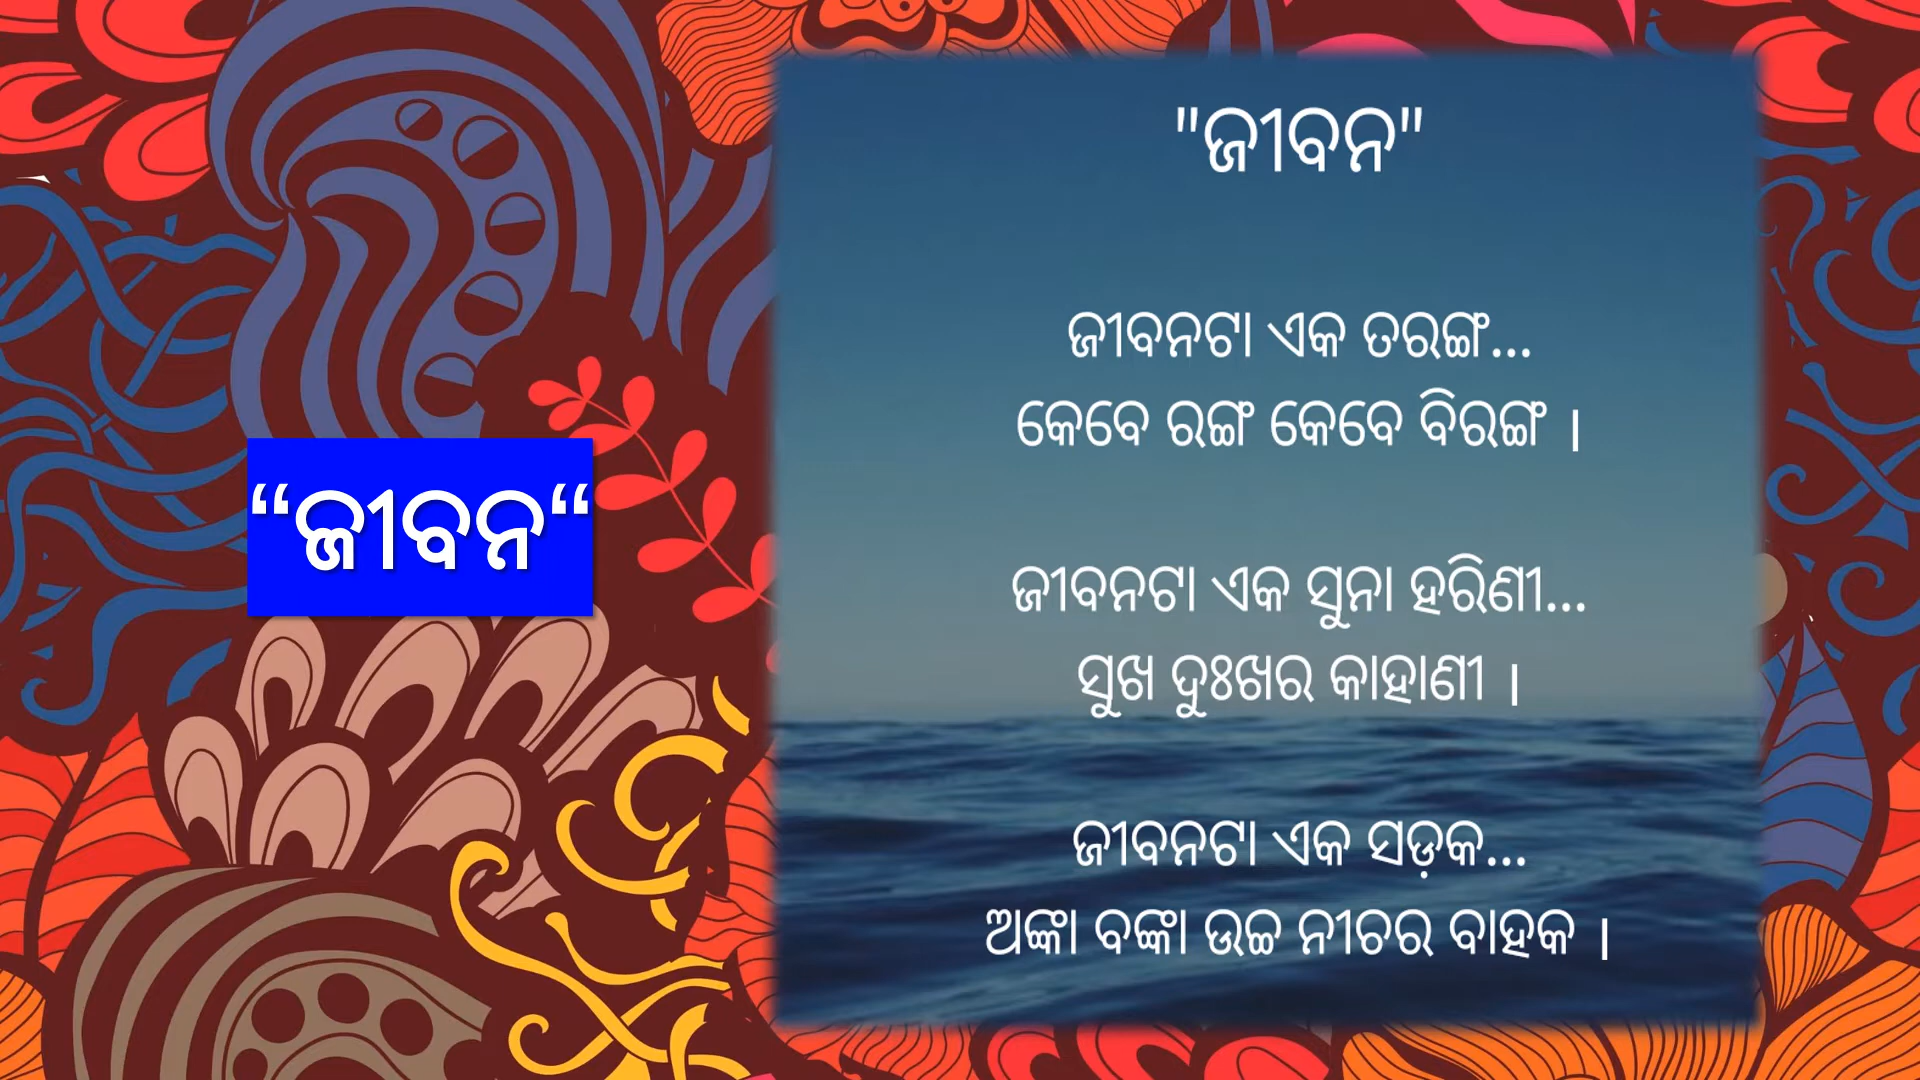 “ଜୀବନ“
"ଜୀବନ"
ଜୀବନଟା ଏକ ତରଙ୍ଗ...
କେବେ ରଙ୍ଗ କେବେ ବିରଙ୍ଗ ।
ଜୀବନଟା ଏକ ସୁନା ହରିଣୀ...
ସୁଖ ଦୁଃଖର କାହାଣୀ ।
ଜୀବନଟା ଏକ ସଡ଼କ...
ଅଙ୍କା ବଙ୍କା ଉଚ୍ଚ ନୀଚର ବାହକ ।